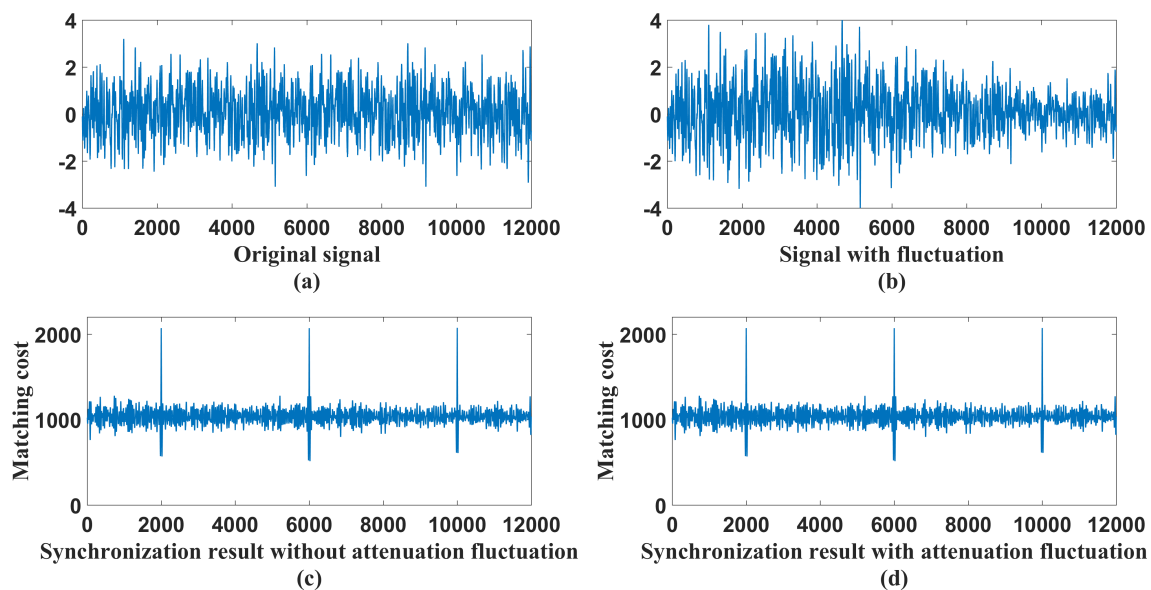 4
2
0
-2
-4
0 2000 4000 6000 8000 10000 12000
Original signal
(a)
4
2
0
-2
-4
0 2000 4000 6000 8000 10000 12000
Signal with fluctuation
(b)
Matching cost
2000
1000
0
0 2000 4000 6000 8000 10000 12000
Synchronization result without attenuation fluctuation
(c)
Matching cost
2000
1000
0
0 2000 4000 6000 8000 10000 12000
Synchronization result with attenuation fluctuation
(d)